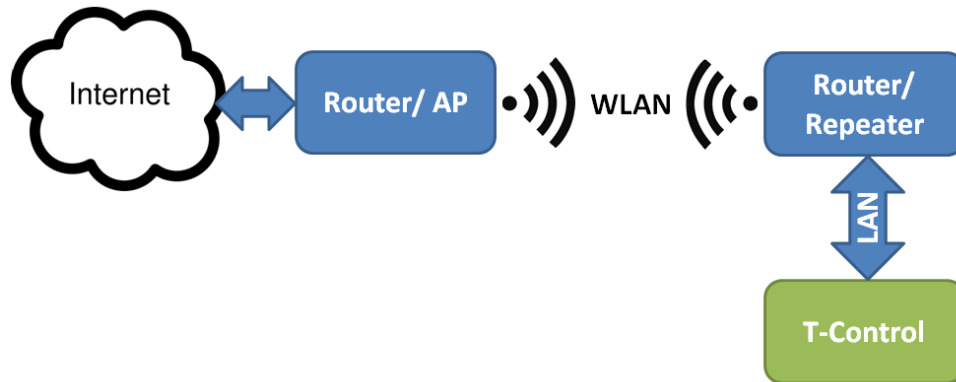 Internet
Router/ AP
WLAN
Router/
Repeater
LAN
T-Control